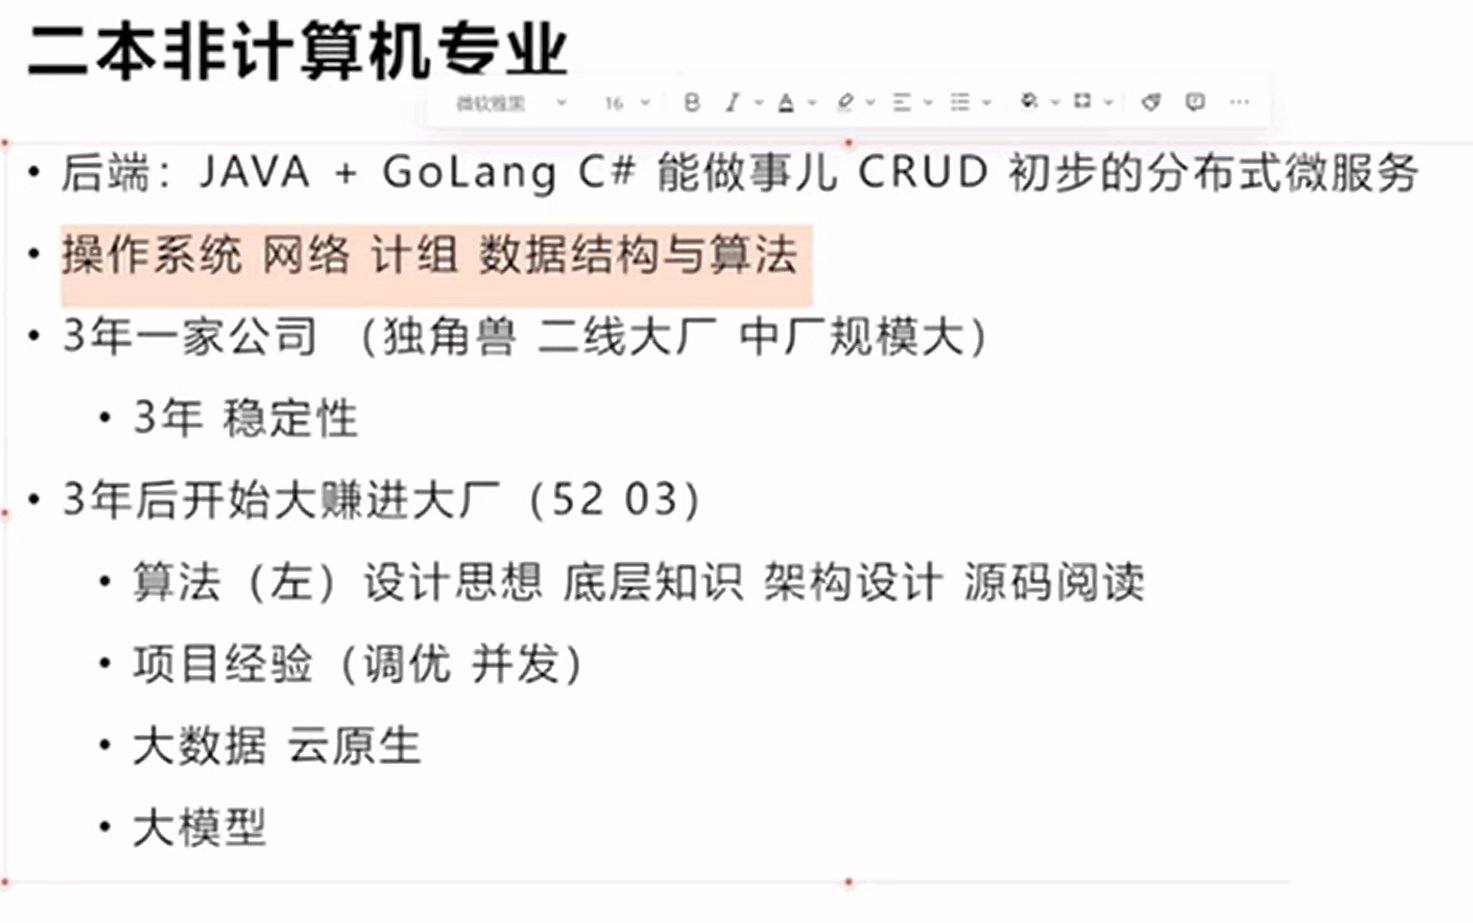 二本非计算机专业
微软雅黑 16 B I A
• 后端：JAVA + GoLang C# 能做事儿 CRUD 初步的分布式微服务
• 操作系统 网络 计组 数据结构与算法
• 3年一家公司 （独角兽 二线大厂 中厂规模大）
• 3年 稳定性
• 3年后开始大赚进大厂（52 03）
• 算法（左）设计思想 底层知识 架构设计 源码阅读
• 项目经验（调优 并发）
• 大数据 云原生
• 大模型